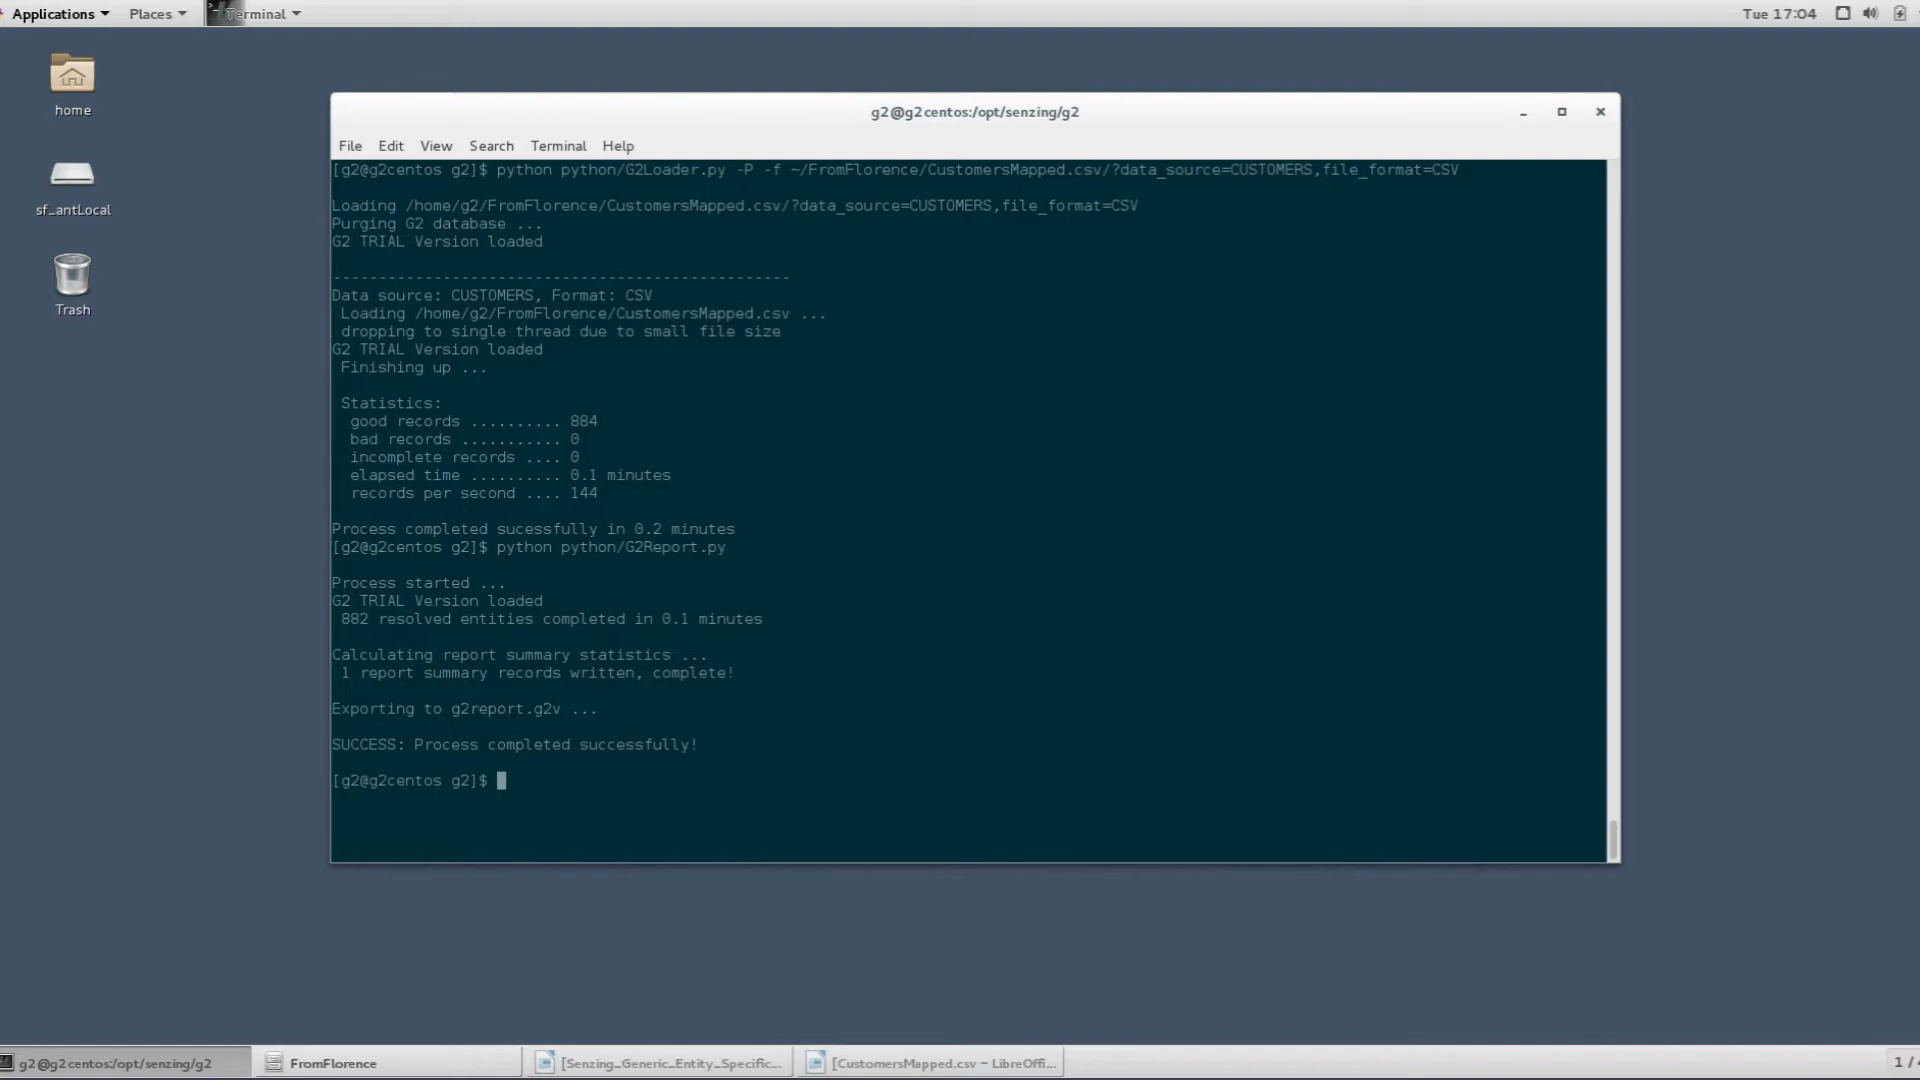 Applications Places Terminal Tue 17:04
home
sf_antLocal
Trash
g2@g2centos:/opt/senzing/g2
File Edit View Search Terminal Help
[g2@g2centos g2]$ python python/G2Loader.py -P -f ~/FromFlorence/CustomersMapped.csv/?data_source=CUSTOMERS,file_format=CSV
Loading /home/g2/FromFlorence/CustomersMapped.csv/?data_source=CUSTOMERS,file_format=CSV
Purging G2 database ...
G2 TRIAL Version loaded
--------------------------------------------------
Data source: CUSTOMERS, Format: CSV
Loading /home/g2/FromFlorence/CustomersMapped.csv ...
dropping to single thread due to small file size
G2 TRIAL Version loaded
Finishing up ...
Statistics:
good records .......... 884
bad records ........... 0
incomplete records .... 0
elapsed time .......... 0.1 minutes
records per second .... 144
Process completed sucessfully in 0.2 minutes
[g2@g2centos g2]$ python python/G2Report.py
Process started ...
G2 TRIAL Version loaded
882 resolved entities completed in 0.1 minutes
Calculating report summary statistics ...
1 report summary records written, complete!
Exporting to g2report.g2v ...
SUCCESS: Process completed successfully!
[g2@g2centos g2]$
g2@g2centos:/opt/senzing/g2 FromFlorence [Senzing_Generic_Entity_Specific... [CustomersMapped.csv – LibreOffi... 1 /